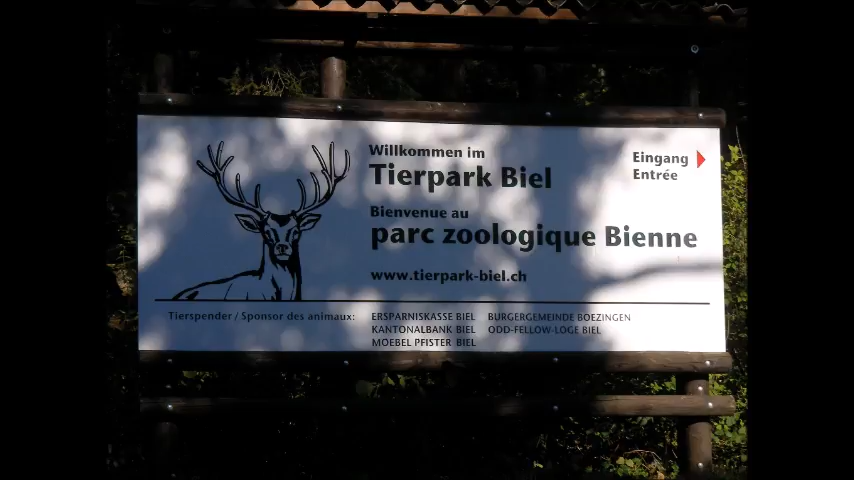 Willkommen im
Tierpark Biel
Eingang
Entrée
Bienvenue au
parc zoologique Bienne
www.tierpark-biel.ch
Tierspender / Sponsor des animaux:
ERSPARNISKASSE BIEL BURGERGEMEINDE BOEZINGEN
KANTONALBANK BIEL ODD-FELLOW-LOGE BIEL
MOEBEL PFISTER BIEL